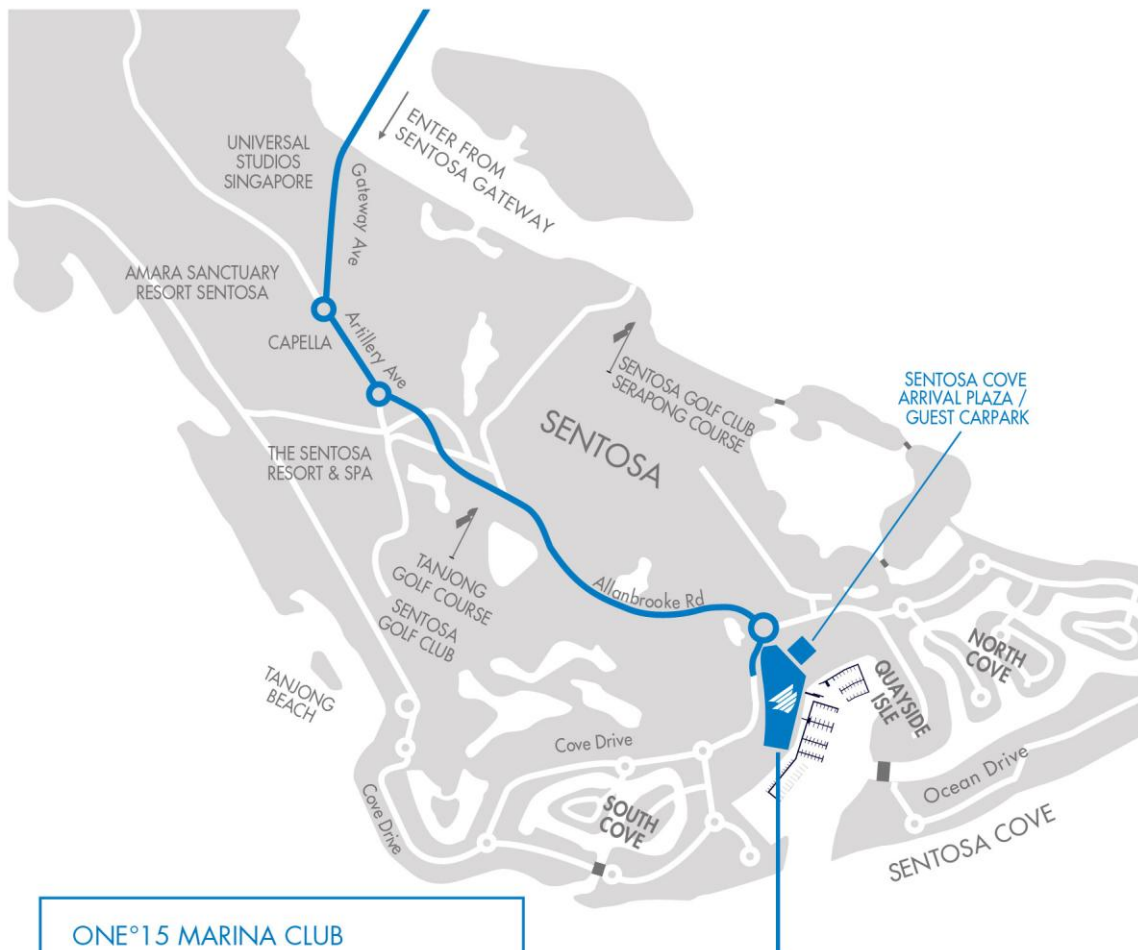 ENTER FROM
SENTOSA GATEWAY
UNIVERSAL
STUDIOS
SINGAPORE
Gateway Ave
AMARA SANCTUARY
RESORT SENTOSA
CAPELLA
Artillery Ave
SENTOSA GOLF CLUB
SERAPONG COURSE
SENTOSA
SENTOSA COVE
ARRIVAL PLAZA /
GUEST CARPARK
THE SENTOSA
RESORT & SPA
TANJONG
GOLF COURSE
SENTOSA
GOLF CLUB
Allanbrooke Rd
NORTH
COVE
QUAYSIDE
ISLE
TANJONG
BEACH
Cove Drive
Ocean Drive
Cove Drive
SOUTH
COVE
SENTOSA COVE
ONE°15 MARINA CLUB